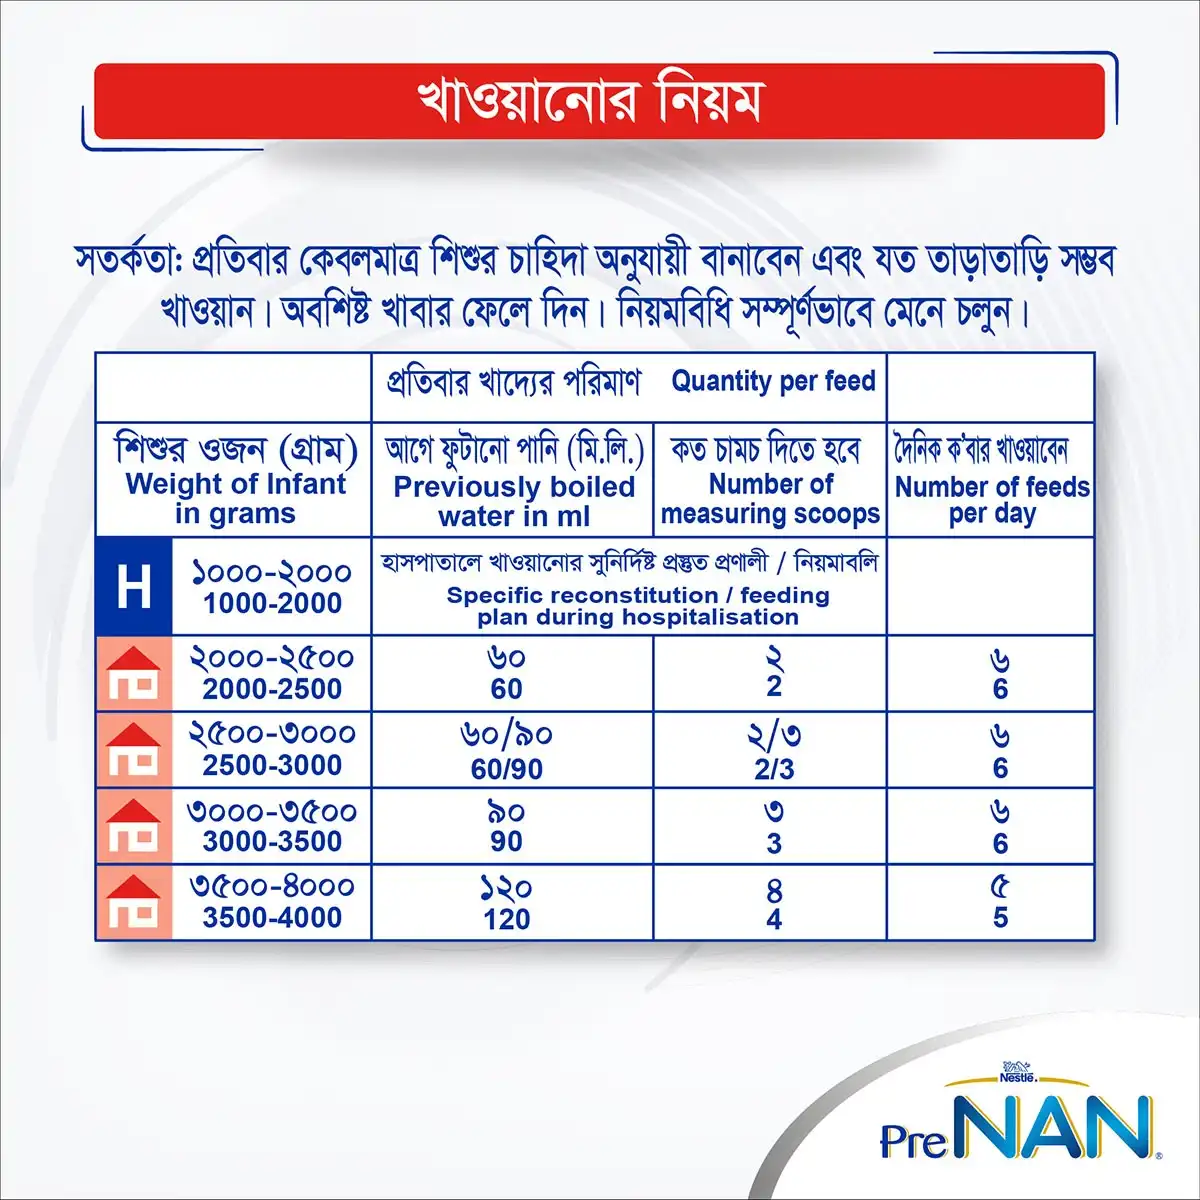 খাওয়ানোর নিয়ম
সতর্কতা: প্রতিবার কেবলমাত্র শিশুর চাহিদা অনুযায়ী বানাবেন এবং যত তাড়াতাড়ি সম্ভব
খাওয়ান। অবশিষ্ট খাবার ফেলে দিন। নিয়মবিধি সম্পূর্ণভাবে মেনে চলুন।
প্রতিবার খাদ্যের পরিমাণ Quantity per feed
শিশুর ওজন (গ্রাম)
Weight of Infant
in grams
আগে ফুটানো পানি (মি.লি.)
Previously boiled
water in ml
কত চামচ দিতে হবে
Number of
measuring scoops
দৈনিক ক'বার খাওয়াবেন
Number of feeds
per day
H
১০০০-২০০০
1000-2000
হাসপাতালে খাওয়ানোর সুনির্দিষ্ট প্রস্তুত প্রণালী / নিয়মাবলি
Specific reconstitution / feeding
plan during hospitalisation
২০০০-২৫০০ ৬০ ২ ৬
2000-2500 60 2 6
২৫০০-৩০০০ ৬০/৯০ ২/৩ ৬
2500-3000 60/90 2/3 6
৩০০০-৩৫০০ ৯০ ৩ ৬
3000-3500 90 3 6
৩৫০০-৪০০০ ১২০ ৪ ৫
3500-4000 120 4 5
Nestlé.
PreNAN®